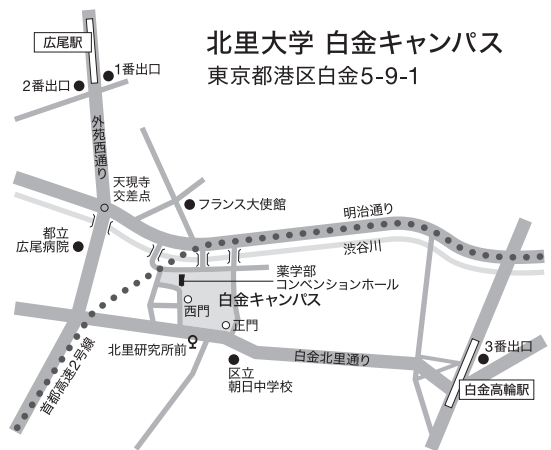 北里大学 白金キャンパス
東京都港区白金5-9-1
広尾駅
1番出口
2番出口
外苑西通り
天現寺
交差点
フランス大使館
明治通り
渋谷川
都立
広尾病院
薬学部
コンベンションホール
白金キャンパス
西門
正門
北里研究所前
白金北里通り
3番出口
区立
朝日中学校
首都高速2号線
白金高輪駅